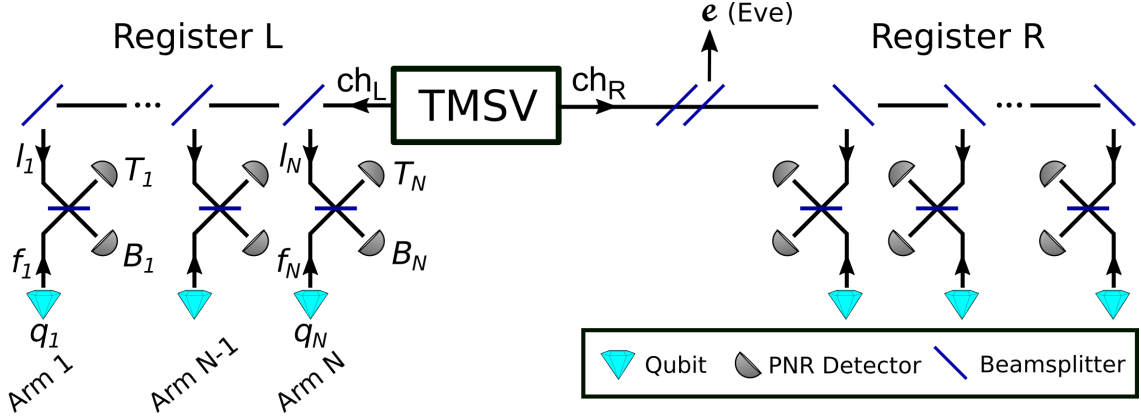 Register L
e (Eve)
Register R
ch_L
TMSV
ch_R
...
...
...
l_1
T_1
B_1
f_1
q_1
l_N
T_N
B_N
f_N
q_N
Arm 1
Arm N-1
Arm N
Qubit
PNR Detector
Beamsplitter